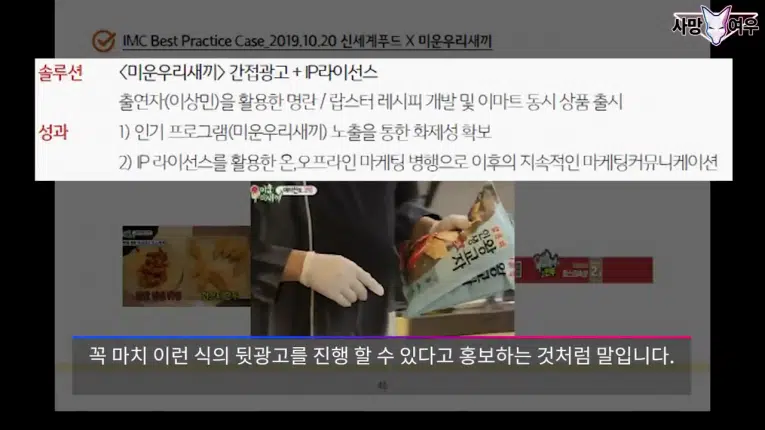 사망여우
IMC Best Practice Case_2019.10.20 신세계푸드 X 미운우리새끼
솔루션 <미운우리새끼> 간접광고 + IP라이선스
출연자(이상민)을 활용한 명란 / 랍스터 레시피 개발 및 이마트 동시 상품 출시
성과 1) 인기 프로그램(미운우리새끼) 노출을 통한 화제성 확보
2) IP 라이선스를 활용한 온,오프라인 마케팅 병행으로 이후의 지속적인 마케팅커뮤니케이션
왕교자
꼭 마치 이런 식의 뒷광고를 진행 할 수 있다고 홍보하는 것처럼 말입니다.